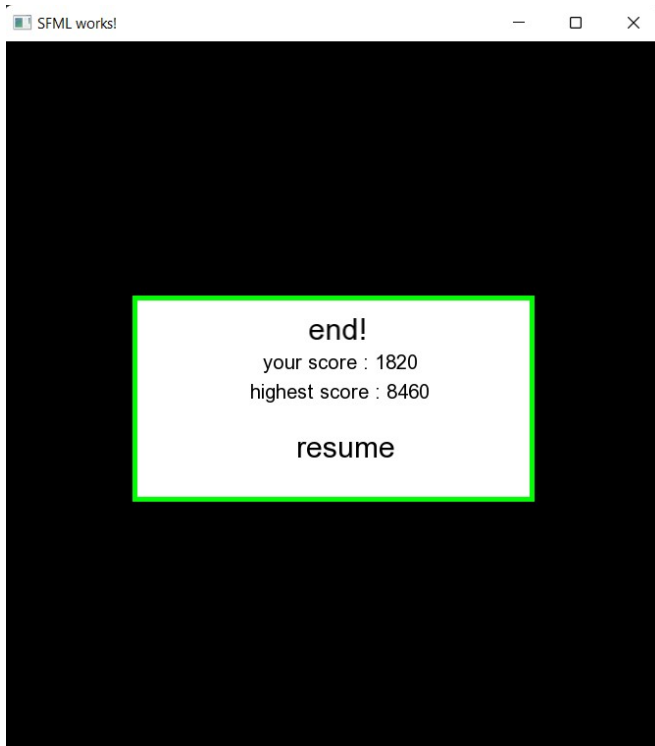 SFML works!
end!
your score : 1820
highest score : 8460
resume